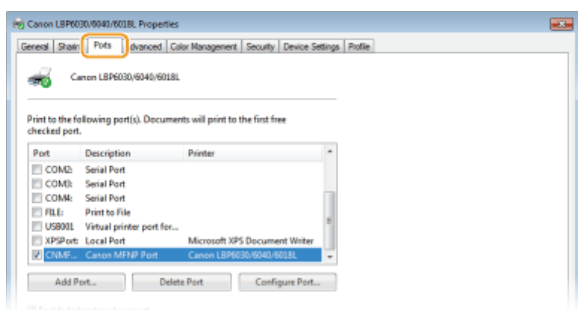 Canon LBP6030/6040/6018L Properties
General Sharin Ports dvanced Color Management Security Device Settings Profile
Canon LBP6030/6040/6018L
Print to the following port(s). Documents will print to the first free
checked port.
Port Description Printer
COM2: Serial Port
COM3: Serial Port
COM4: Serial Port
FILE: Print to File
USB001 Virtual printer port for...
XPSPort: Local Port Microsoft XPS Document Writer
CNMF... Canon MFNP Port Canon LBP6030/6040/6018L
Add Port... Delete Port Configure Port...